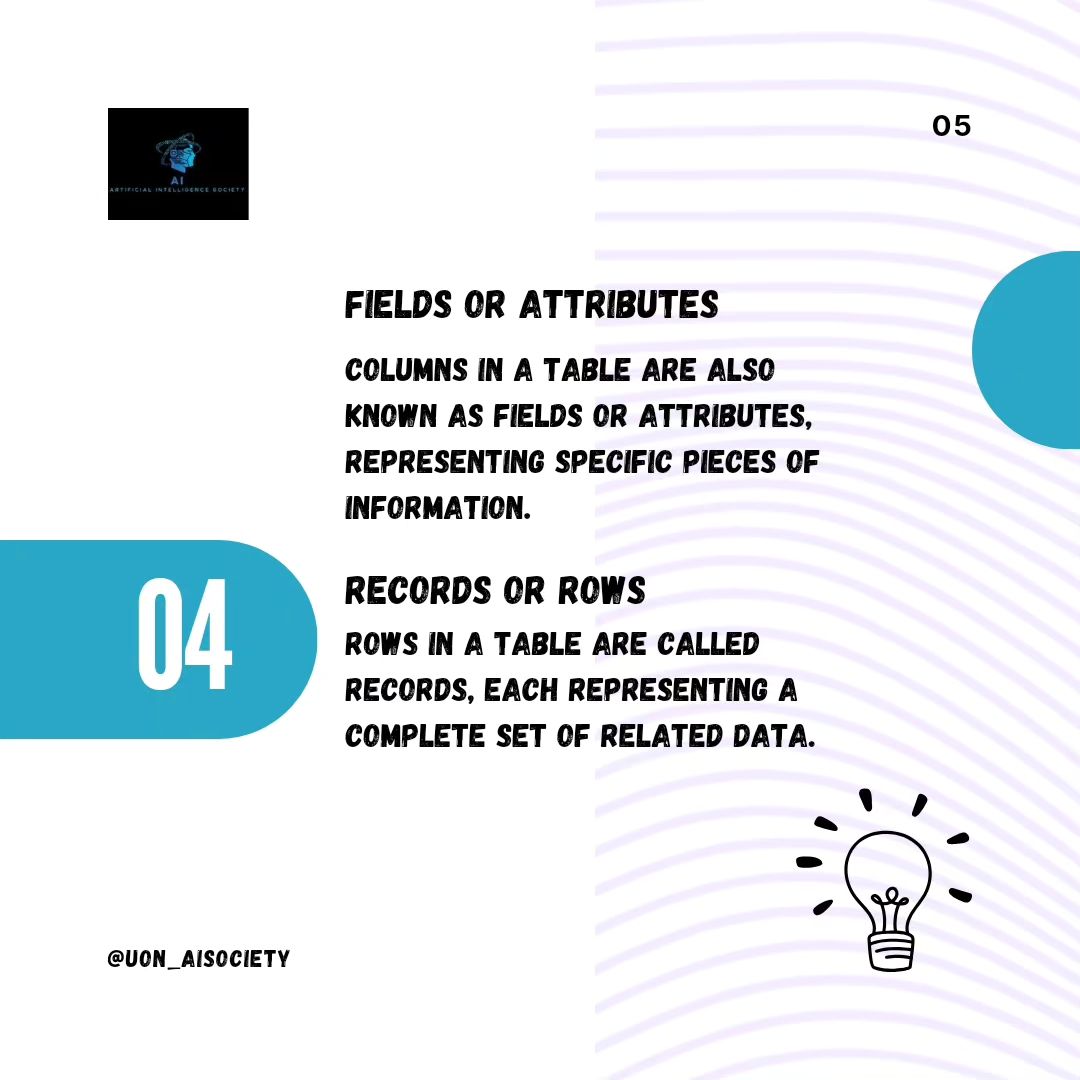 AI
ARTIFICIAL INTELLIGENCE SOCIETY
05
FIELDS OR ATTRIBUTES
COLUMNS IN A TABLE ARE ALSO
KNOWN AS FIELDS OR ATTRIBUTES,
REPRESENTING SPECIFIC PIECES OF
INFORMATION.
04
RECORDS OR ROWS
ROWS IN A TABLE ARE CALLED
RECORDS, EACH REPRESENTING A
COMPLETE SET OF RELATED DATA.
@UON_AISOCIETY